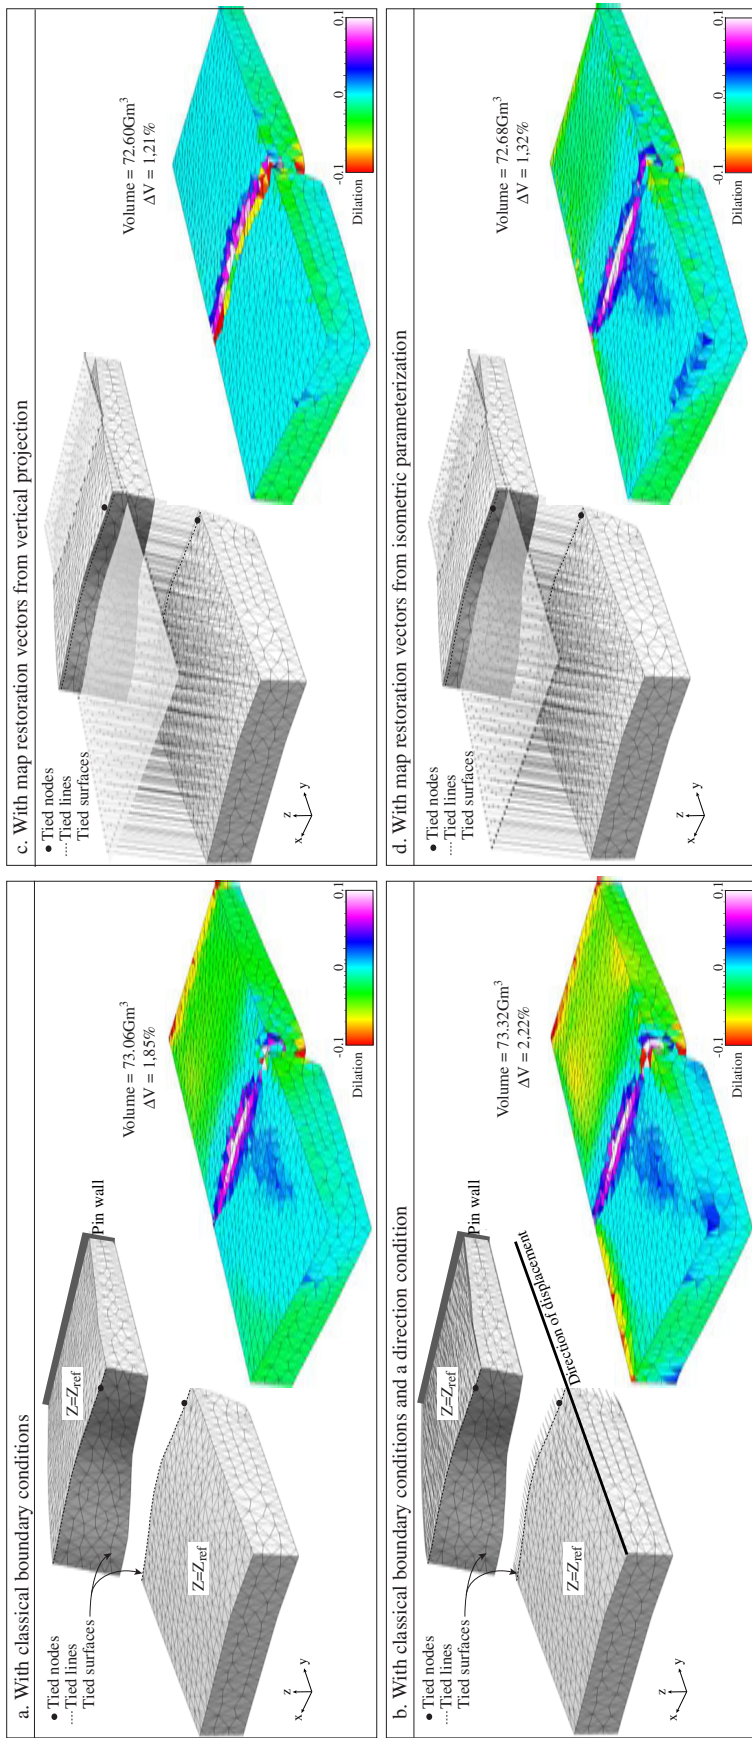 a. With classical boundary conditions
● Tied nodes
Tied lines
Tied surfaces
Z=Z_ref
Z=Z_ref
Pin wall
x
z
y
Volume = 73.06Gm³
ΔV = 1,85%
-0.1
0
0.1
Dilation
b. With classical boundary conditions and a direction condition
● Tied nodes
Tied lines
Tied surfaces
Z=Z_ref
Z=Z_ref
Pin wall
Direction of displacement
x
z
y
Volume = 73.32Gm³
ΔV = 2,22%
-0.1
0
0.1
Dilation
c. With map restoration vectors from vertical projection
● Tied nodes
Tied lines
Tied surfaces
x
z
y
Volume = 72.60Gm³
ΔV = 1,21%
-0.1
0
0.1
Dilation
d. With map restoration vectors from isometric parameterization
● Tied nodes
Tied lines
Tied surfaces
x
z
y
Volume = 72.68Gm³
ΔV = 1,32%
-0.1
0
0.1
Dilation